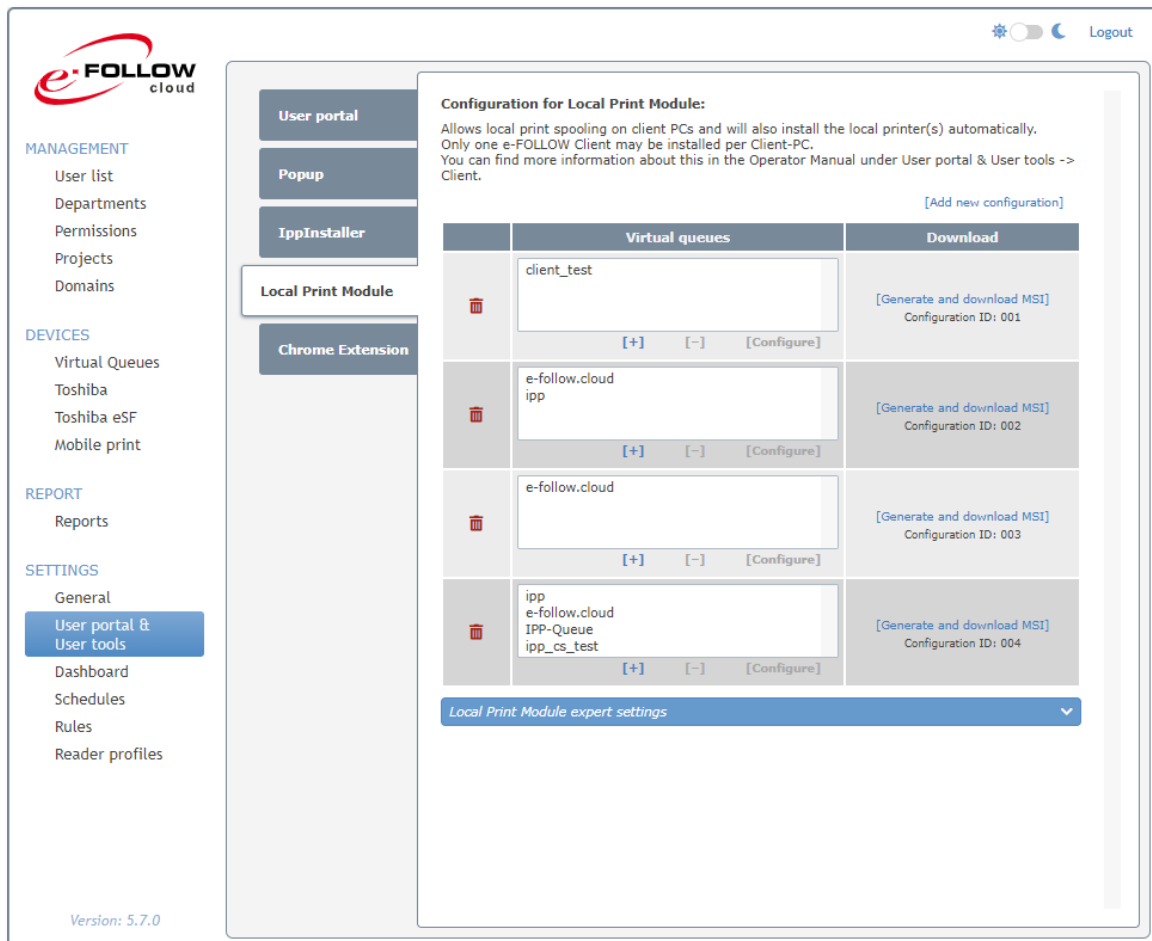 Logout
e-FOLLOW
cloud
MANAGEMENT
User list
Departments
Permissions
Projects
Domains
DEVICES
Virtual Queues
Toshiba
Toshiba eSF
Mobile print
REPORT
Reports
SETTINGS
General
User portal &
User tools
Dashboard
Schedules
Rules
Reader profiles
Version: 5.7.0
User portal
Popup
IppInstaller
Local Print Module
Chrome Extension
Configuration for Local Print Module:
Allows local print spooling on client PCs and will also install the local printer(s) automatically.
Only one e-FOLLOW Client may be installed per Client-PC.
You can find more information about this in the Operator Manual under User portal & User tools ->
Client.
[Add new configuration]
Virtual queues Download
client_test
[+] [-] [Configure]
[Generate and download MSI]
Configuration ID: 001
e-follow.cloud
ipp
[+] [-] [Configure]
[Generate and download MSI]
Configuration ID: 002
e-follow.cloud
[+] [-] [Configure]
[Generate and download MSI]
Configuration ID: 003
ipp
e-follow.cloud
IPP-Queue
ipp_cs_test
[+] [-] [Configure]
[Generate and download MSI]
Configuration ID: 004
Local Print Module expert settings